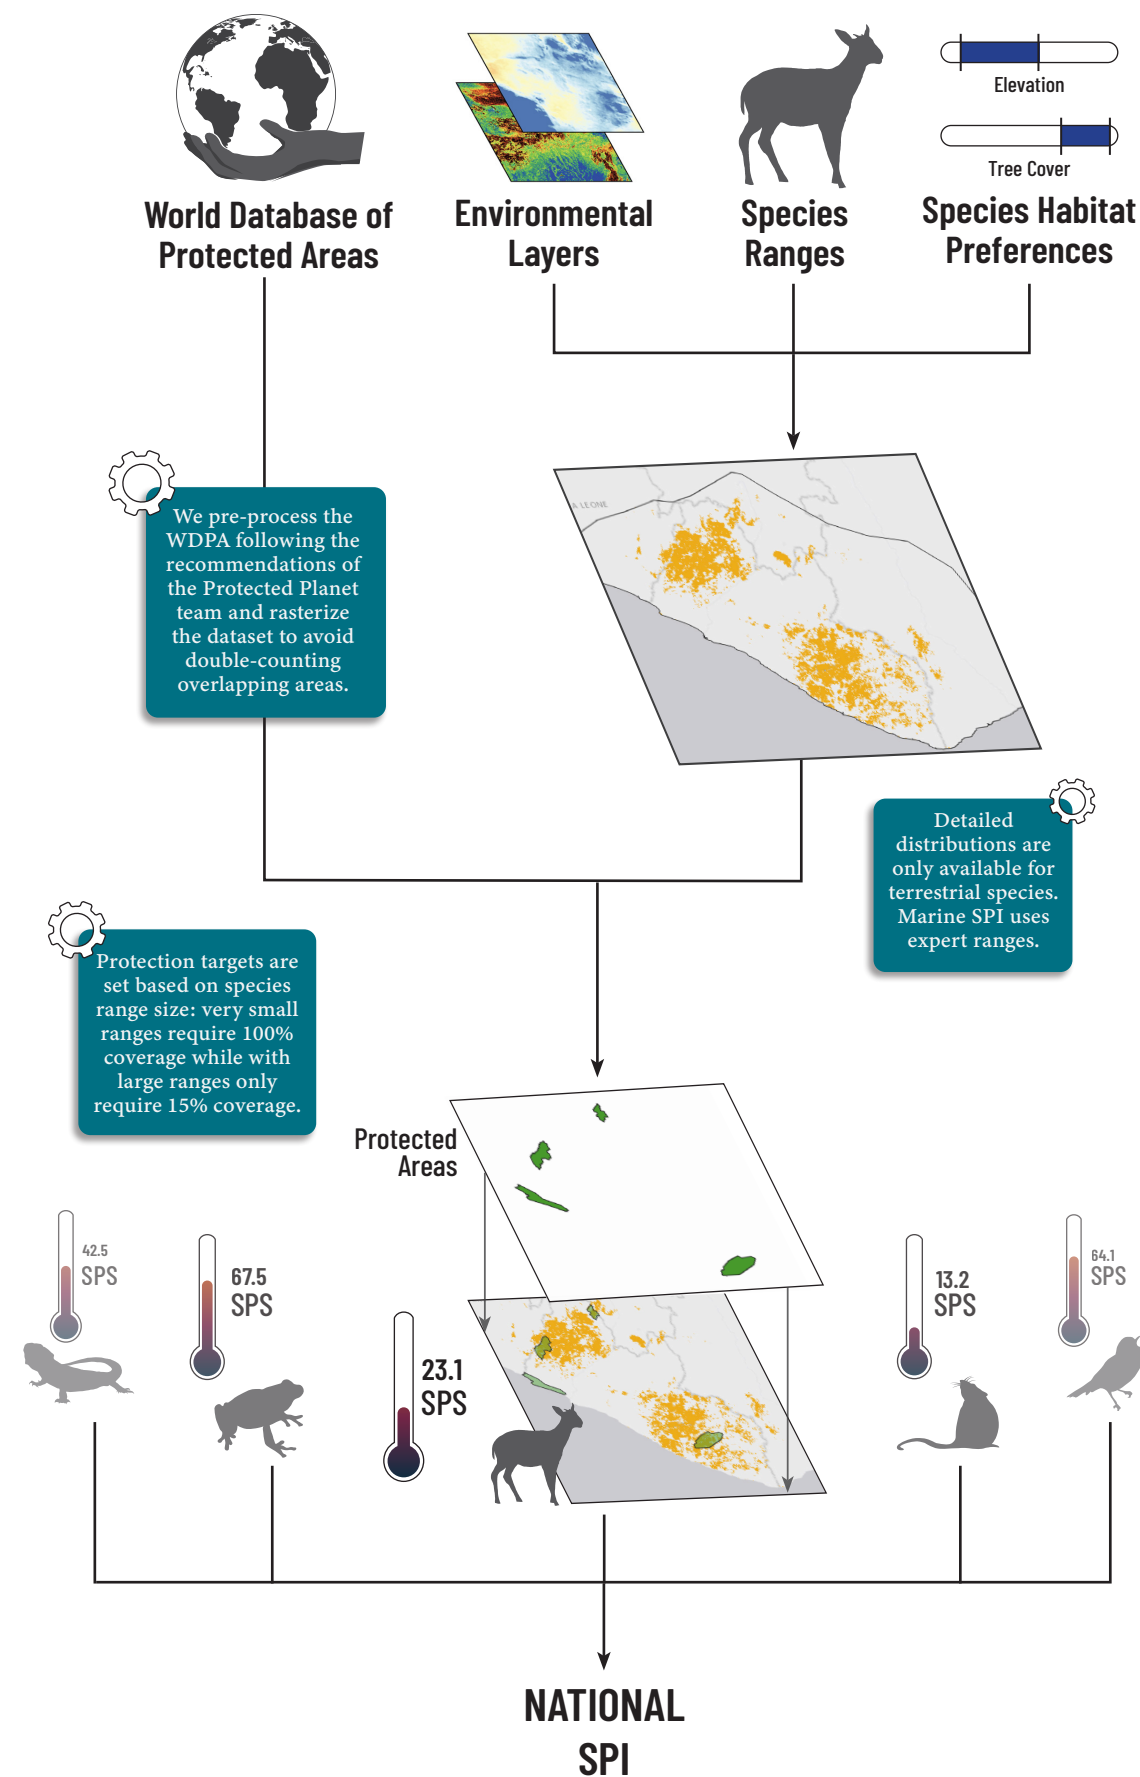 World Database of
Protected Areas
Environmental
Layers
Species
Ranges
Elevation
Tree Cover
Species Habitat
Preferences
We pre-process the
WDPA following the
recommendations of
the Protected Planet
team and rasterize
the dataset to avoid
double-counting
overlapping areas.
A LEONE
Detailed
distributions are
only available for
terrestrial species.
Marine SPI uses
expert ranges.
Protection targets are
set based on species
range size: very small
ranges require 100%
coverage while with
large ranges only
require 15% coverage.
Protected
Areas
42.5
SPS
67.5
SPS
23.1
SPS
13.2
SPS
64.1
SPS
NATIONAL
SPI